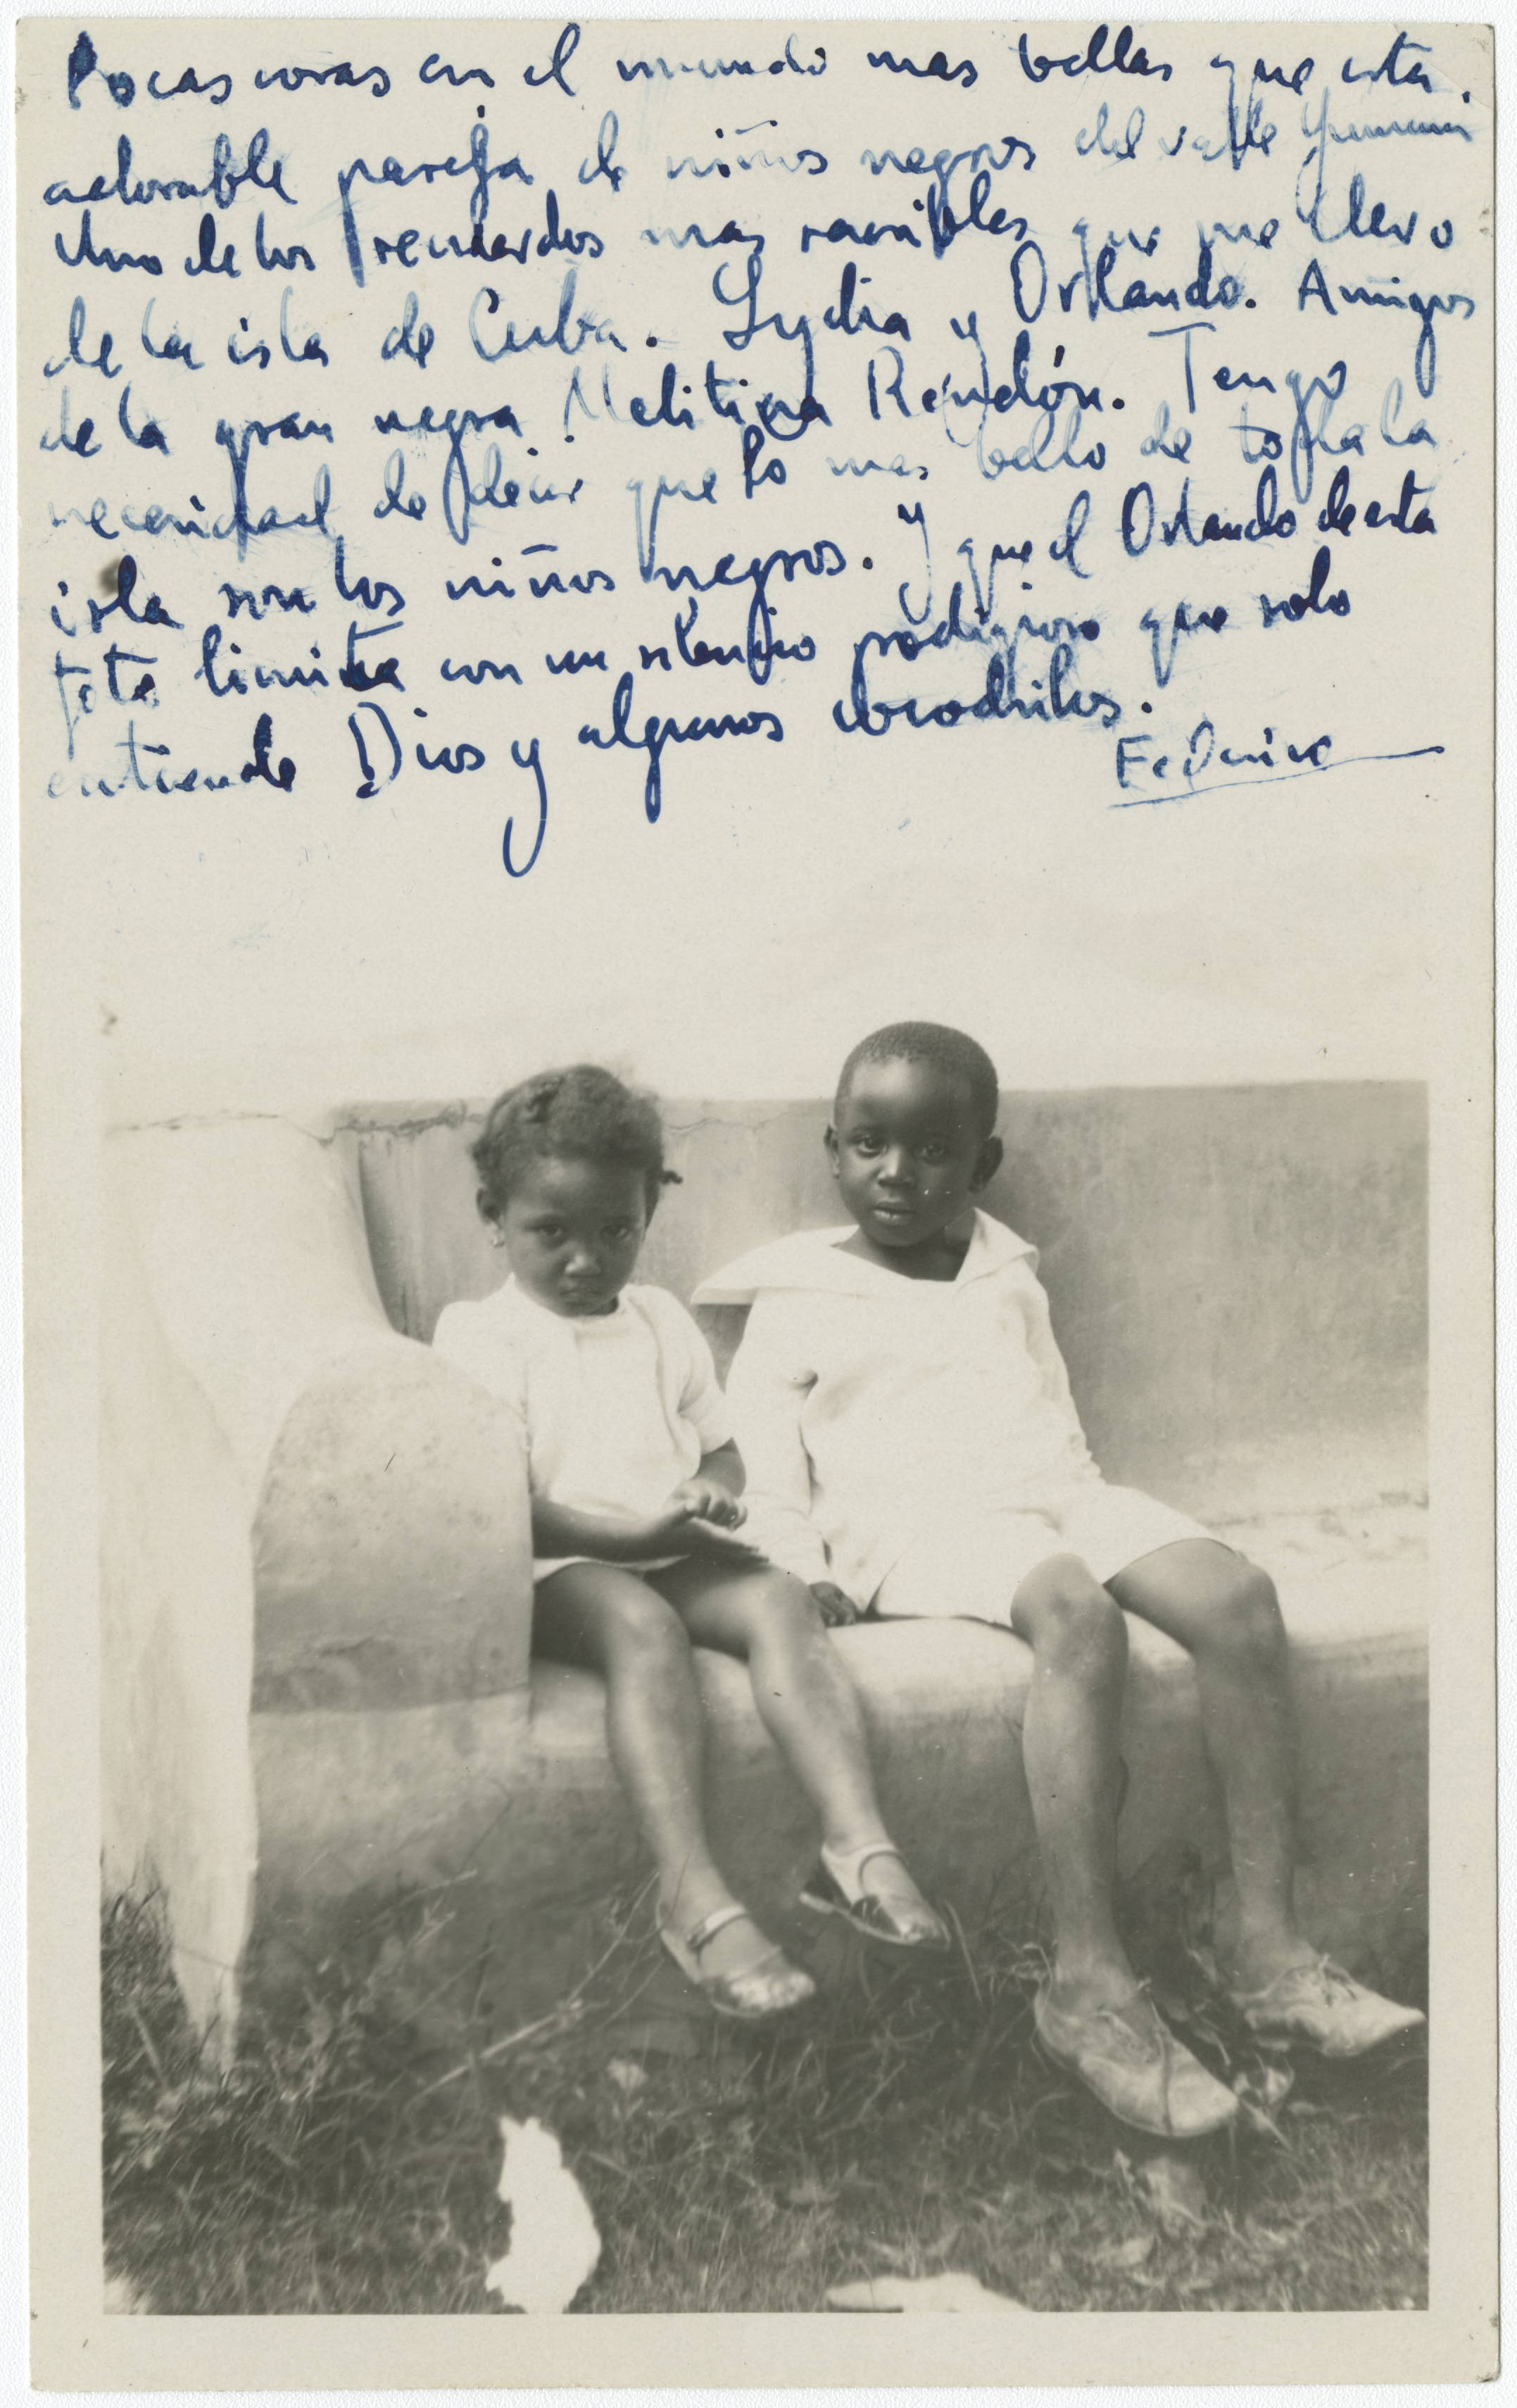 Pocas cosas en el mundo mas bellas que esta
adorable pareja de niños negros del valle Yumuri
Uno de los recuerdos mas sensibles que me llevo
de la isla de Cuba. Lydia y Orlando. Amigos
de la gran negra Rendón. Tengo
necesidad de decir que lo mas bello de toda la
isla son los niños negros. Y que el Orlando de esta
foto limita con un silencio prodigioso que solo
entiende Dios y algunos cocodrilos.
Federico